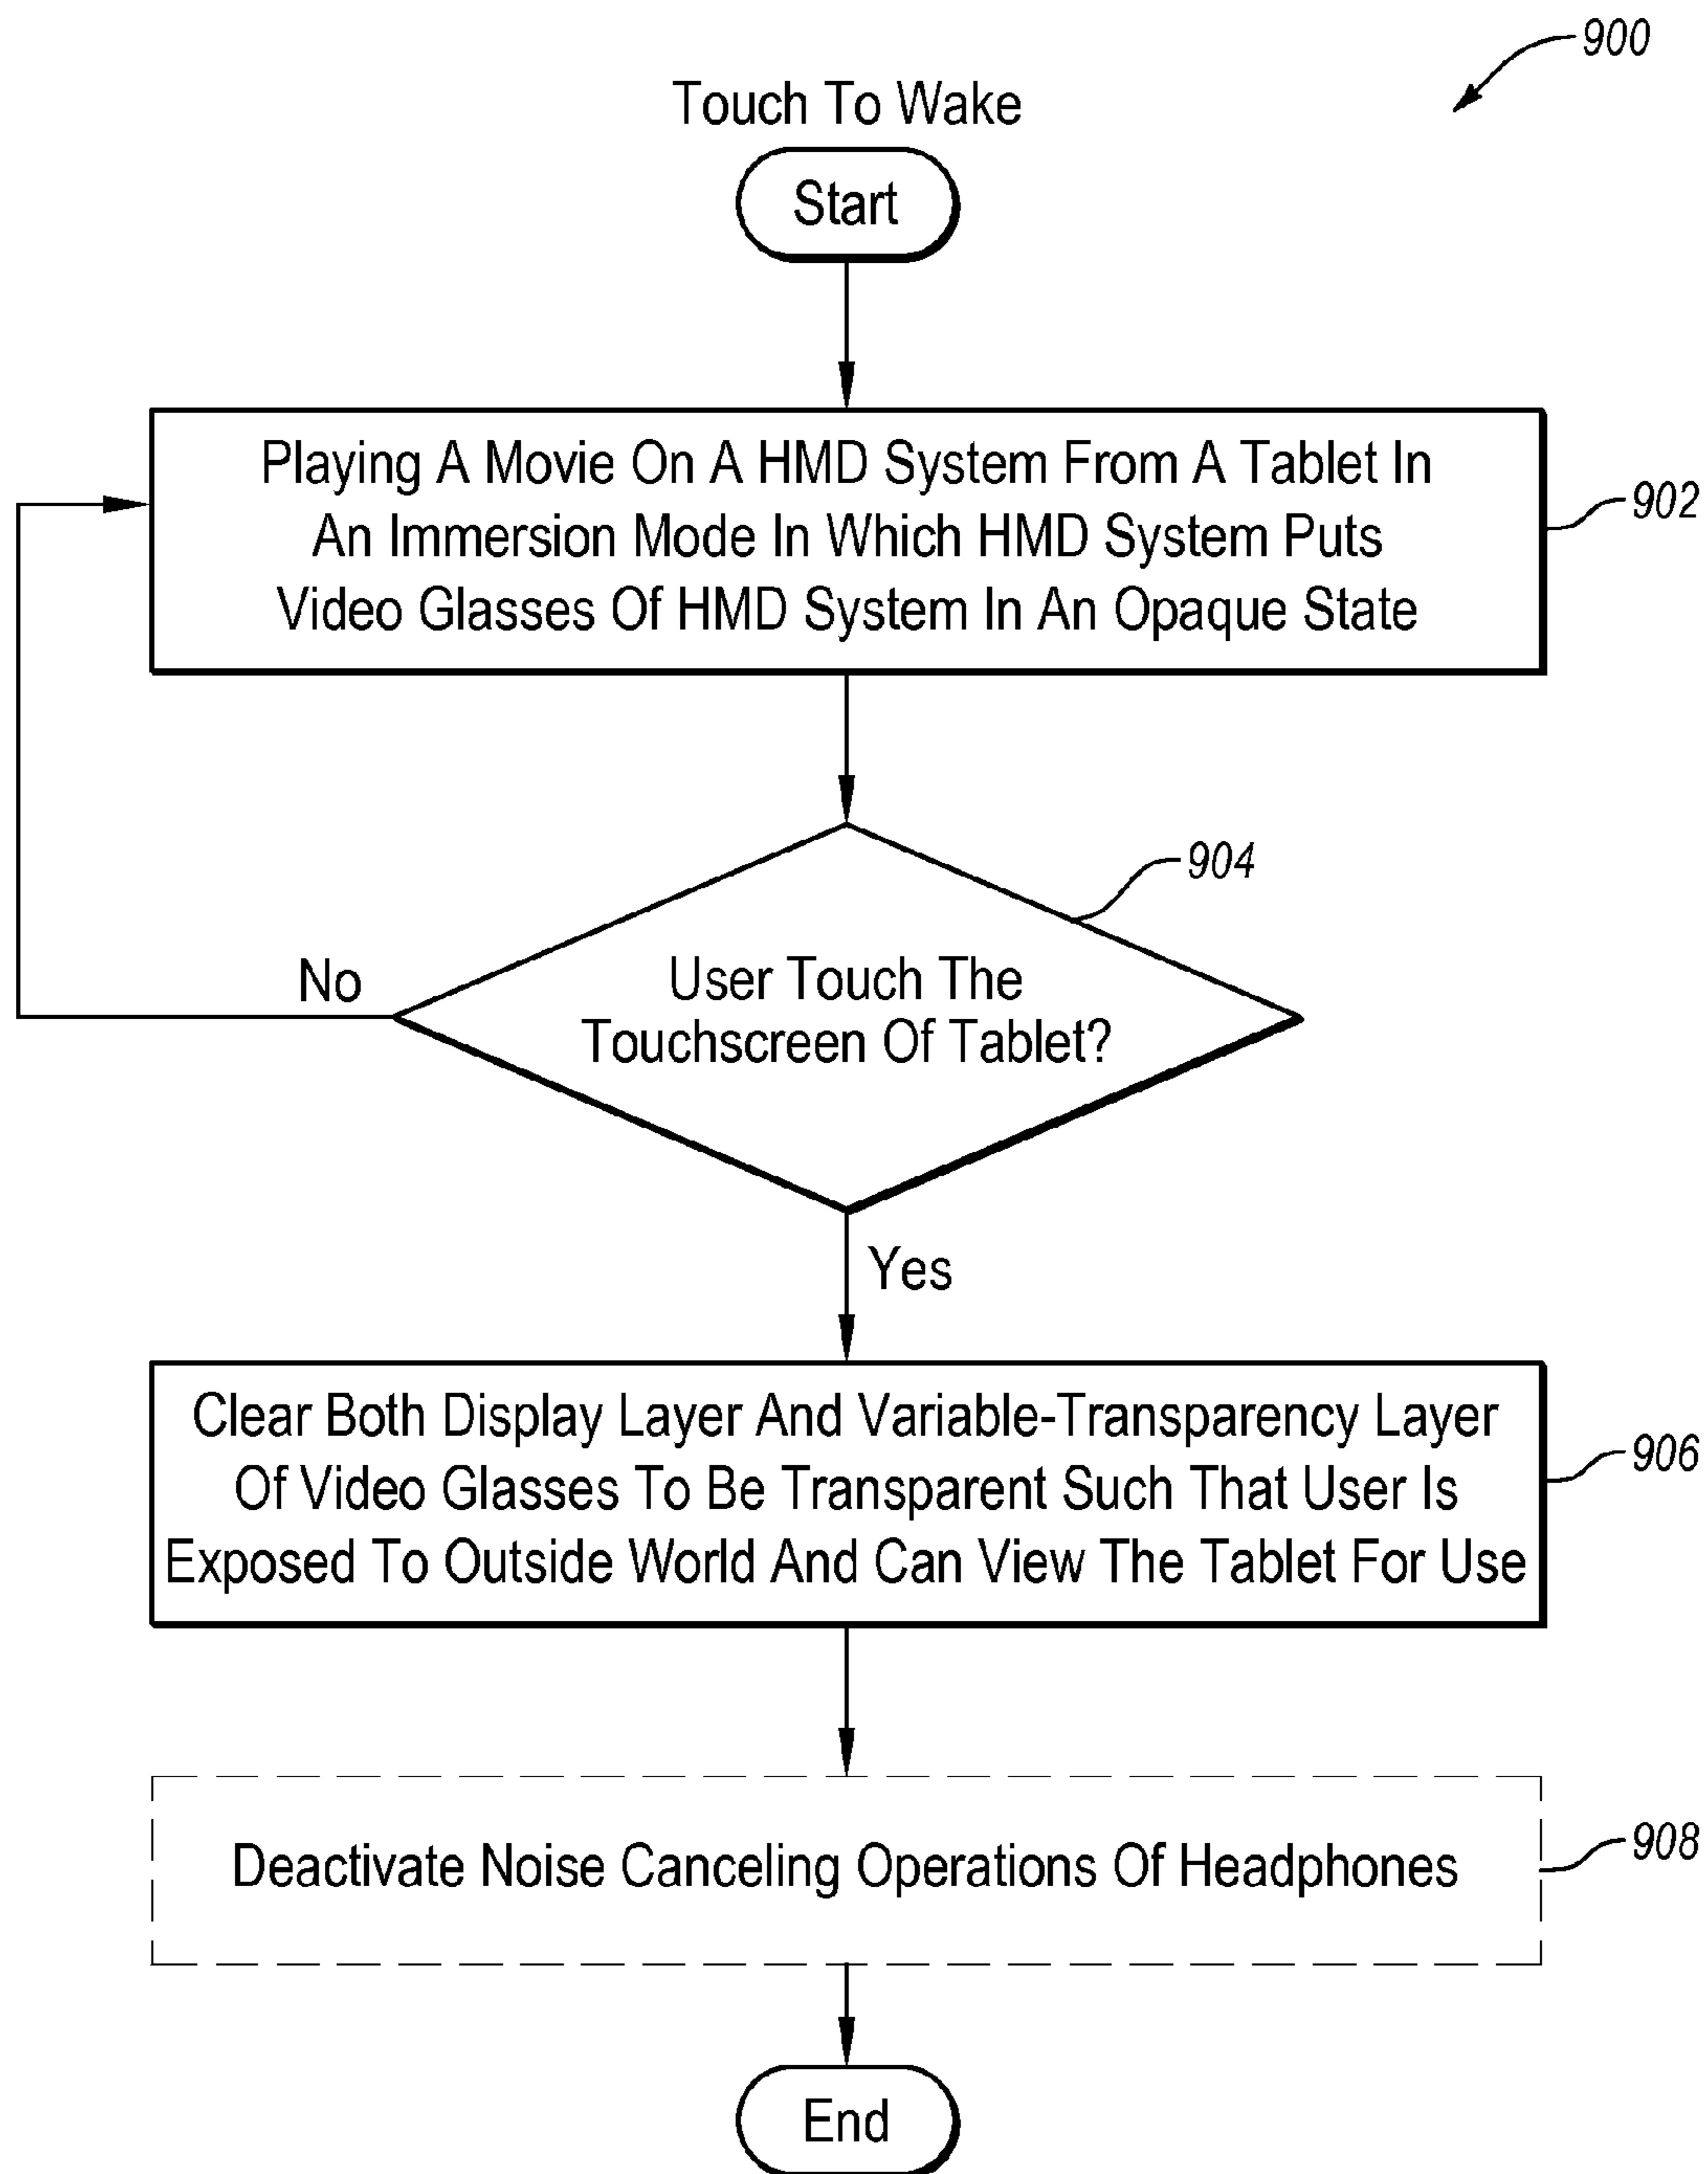 900
Touch To Wake
Start
Playing A Movie On A HMD System From A Tablet In
An Immersion Mode In Which HMD System Puts
Video Glasses Of HMD System In An Opaque State
902
904
User Touch The
Touchscreen Of Tablet?
No
Yes
Clear Both Display Layer And Variable-Transparency Layer
Of Video Glasses To Be Transparent Such That User Is
Exposed To Outside World And Can View The Tablet For Use
906
Deactivate Noise Canceling Operations Of Headphones
908
End